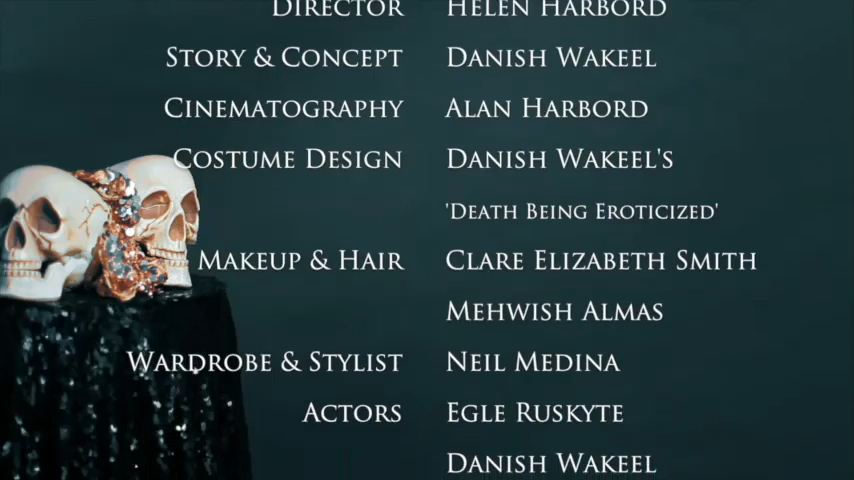 DIRECTOR HELEN HARBORD
STORY & CONCEPT DANISH WAKEEL
CINEMATOGRAPHY ALAN HARBORD
COSTUME DESIGN DANISH WAKEEL'S
'DEATH BEING EROTICIZED'
MAKEUP & HAIR CLARE ELIZABETH SMITH
MEHWISH ALMAS
WARDROBE & STYLIST NEIL MEDINA
ACTORS EGLE RUSKYTE
DANISH WAKEEL